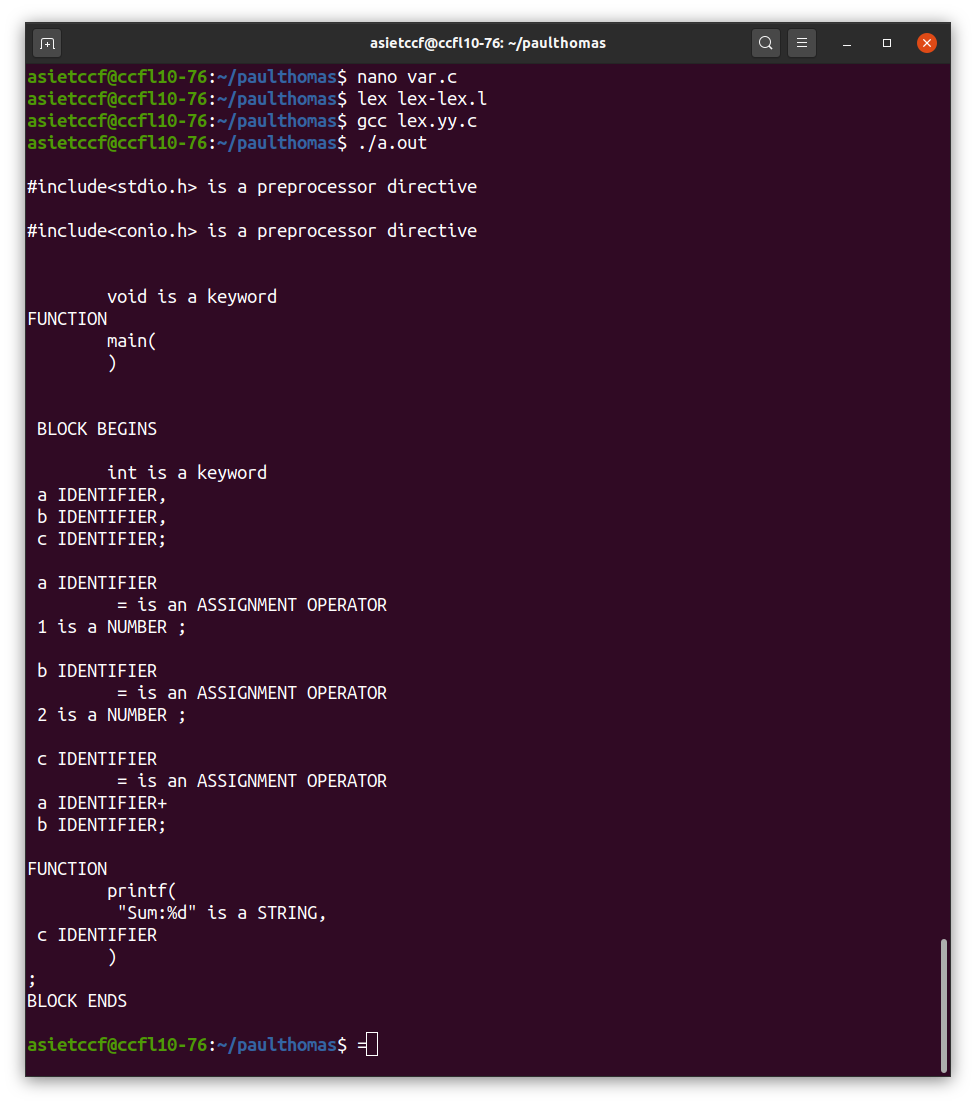 asietccf@ccfl10-76: ~/paulthomas
asietccf@ccfl10-76:~/paulthomas$ nano var.c
asietccf@ccfl10-76:~/paulthomas$ lex lex-lex.l
asietccf@ccfl10-76:~/paulthomas$ gcc lex.yy.c
asietccf@ccfl10-76:~/paulthomas$ ./a.out
#include<stdio.h> is a preprocessor directive
#include<conio.h> is a preprocessor directive
void is a keyword
FUNCTION
main(
)
BLOCK BEGINS
int is a keyword
a IDENTIFIER,
b IDENTIFIER,
c IDENTIFIER;
a IDENTIFIER
= is an ASSIGNMENT OPERATOR
1 is a NUMBER ;
b IDENTIFIER
= is an ASSIGNMENT OPERATOR
2 is a NUMBER ;
c IDENTIFIER
= is an ASSIGNMENT OPERATOR
a IDENTIFIER+
b IDENTIFIER;
FUNCTION
printf(
"Sum:%d" is a STRING,
c IDENTIFIER
)
;
BLOCK ENDS
asietccf@ccfl10-76:~/paulthomas$ =